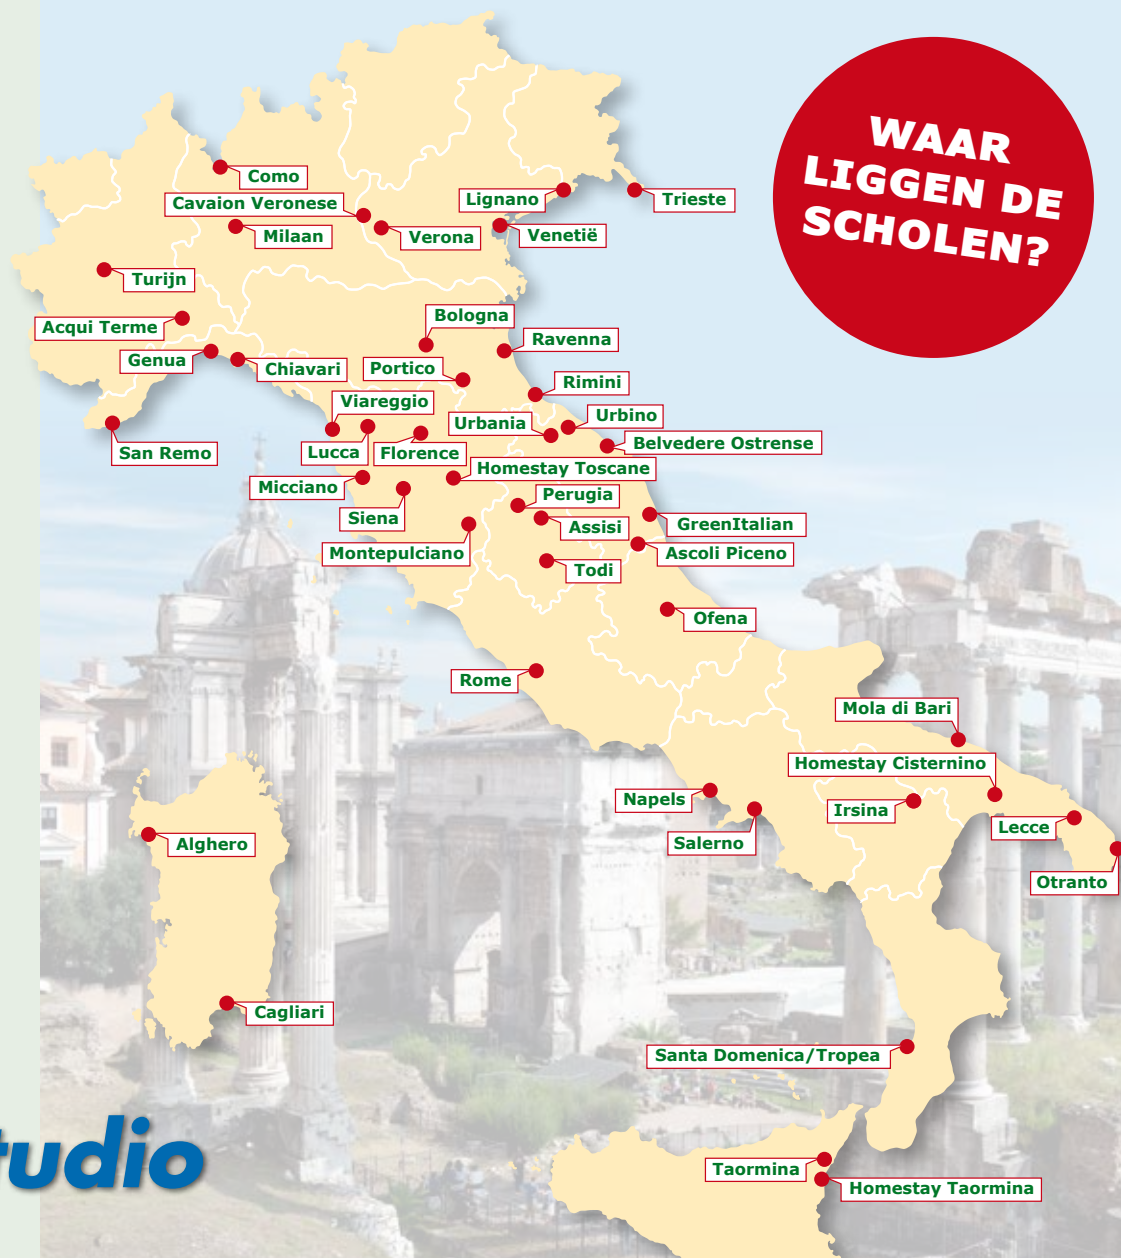 WAAR
LIGGEN DE
SCHOLEN?
Como
Cavaion Veronese
Lignano
Trieste
Milaan
Verona
Venetië
Turijn
Bologna
Acqui Terme
Ravenna
Genua
Chiavari
Portico
Rimini
Viareggio
Urbino
Urbania
Belvedere Ostrense
San Remo
Lucca
Florence
Homestay Toscane
Micciano
Perugia
Siena
Assisi
GreenItalian
Montepulciano
Ascoli Piceno
Todi
Ofena
Rome
Mola di Bari
Homestay Cisternino
Napels
Irsina
Lecce
Salerno
Alghero
Otranto
Cagliari
Santa Domenica/Tropea
Taormina
Homestay Taormina
tudio